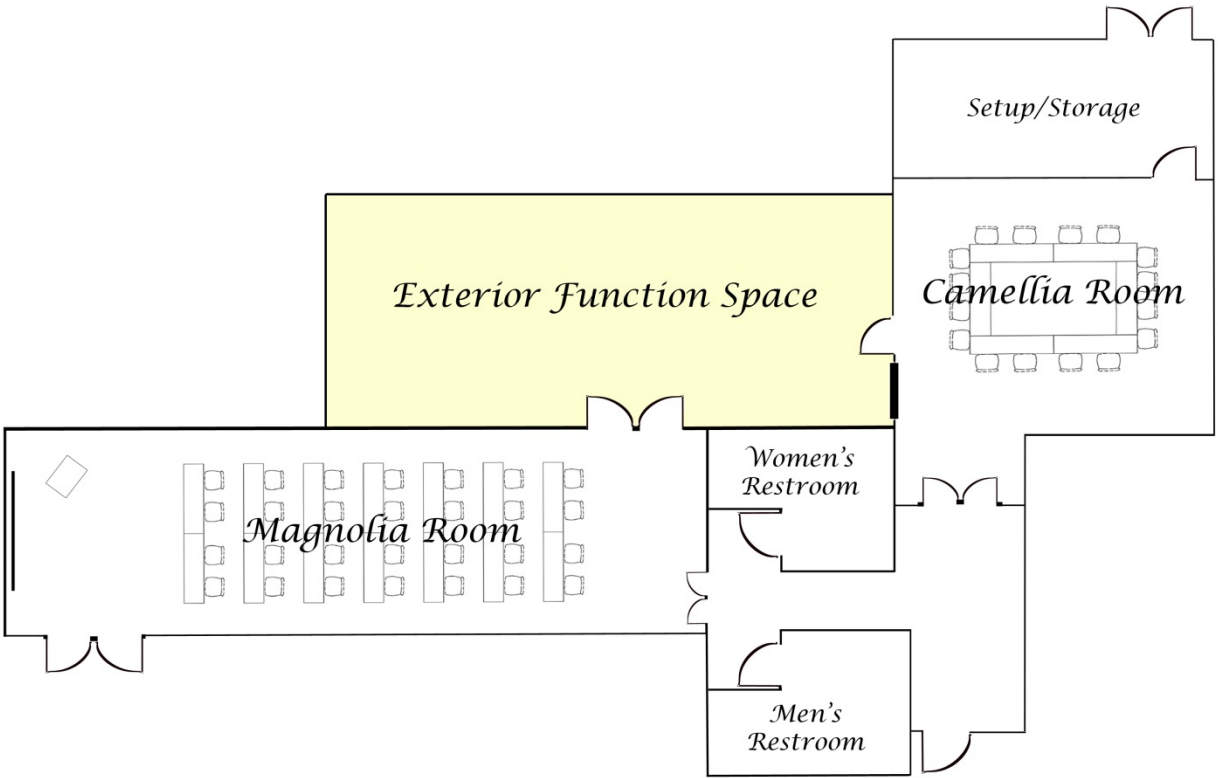 Setup/Storage
Exterior Function Space
Camellia Room
Women's
Restroom
Magnolia Room
Men's
Restroom